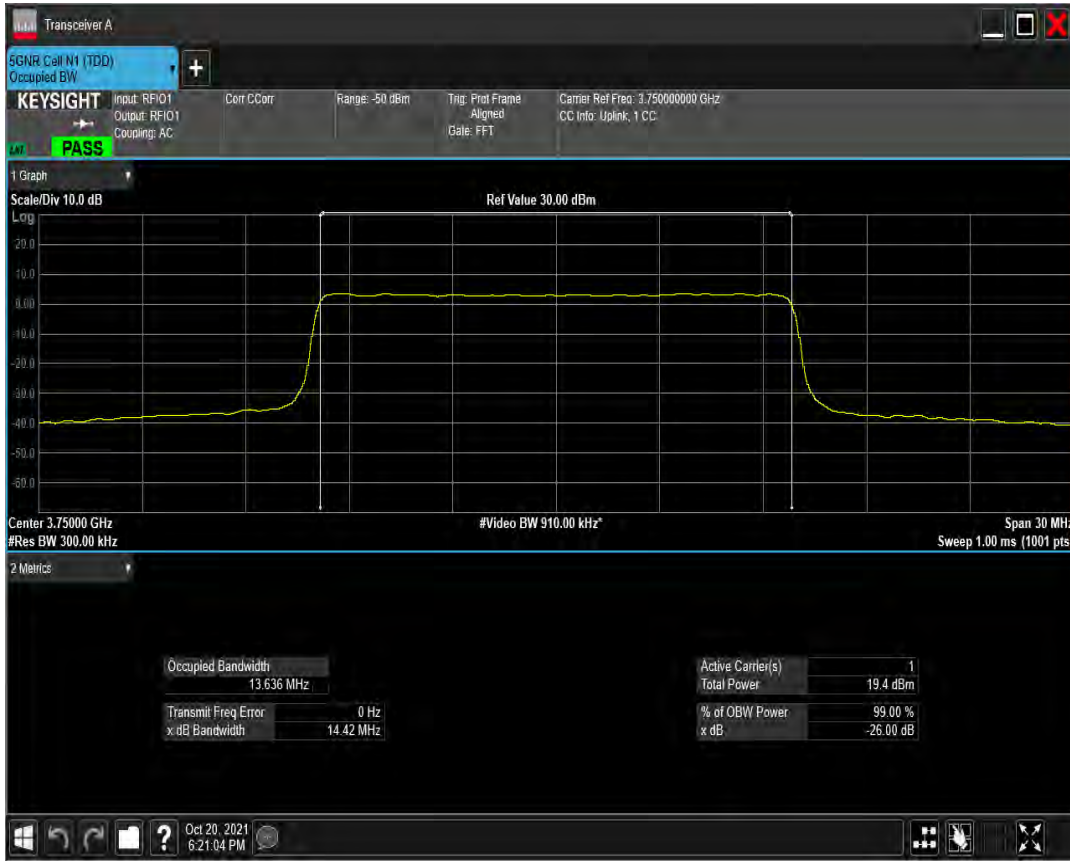 Transceiver A
5GNR Cell N1 (TDD)
Occupied BW
KEYSIGHT
Input: RFIO1
Output: RFIO1
Coupling: AC
Corr CCorr
Range: -50 dBm
Trig: Prot Frame
Aligned
Gate: FFT
Carrier Ref Freq: 3.750000000 GHz
CC Info: Uplink, 1 CC
PASS
1 Graph
Scale/Div 10.0 dB
Ref Value 30.00 dBm
Log
20.0
10.0
0.00
-10.0
-20.0
-30.0
-40.0
-50.0
-60.0
Center 3.75000 GHz
#Video BW 910.00 kHz*
Span 30 MHz
#Res BW 300.00 kHz
Sweep 1.00 ms (1001 pts
2 Metrics
Occupied Bandwidth
13.636 MHz
Transmit Freq Error 0 Hz
x dB Bandwidth 14.42 MHz
Active Carrier(s) 1
Total Power 19.4 dBm
% of OBW Power 99.00 %
x dB -26.00 dB
Oct 20, 2021
6:21:04 PM